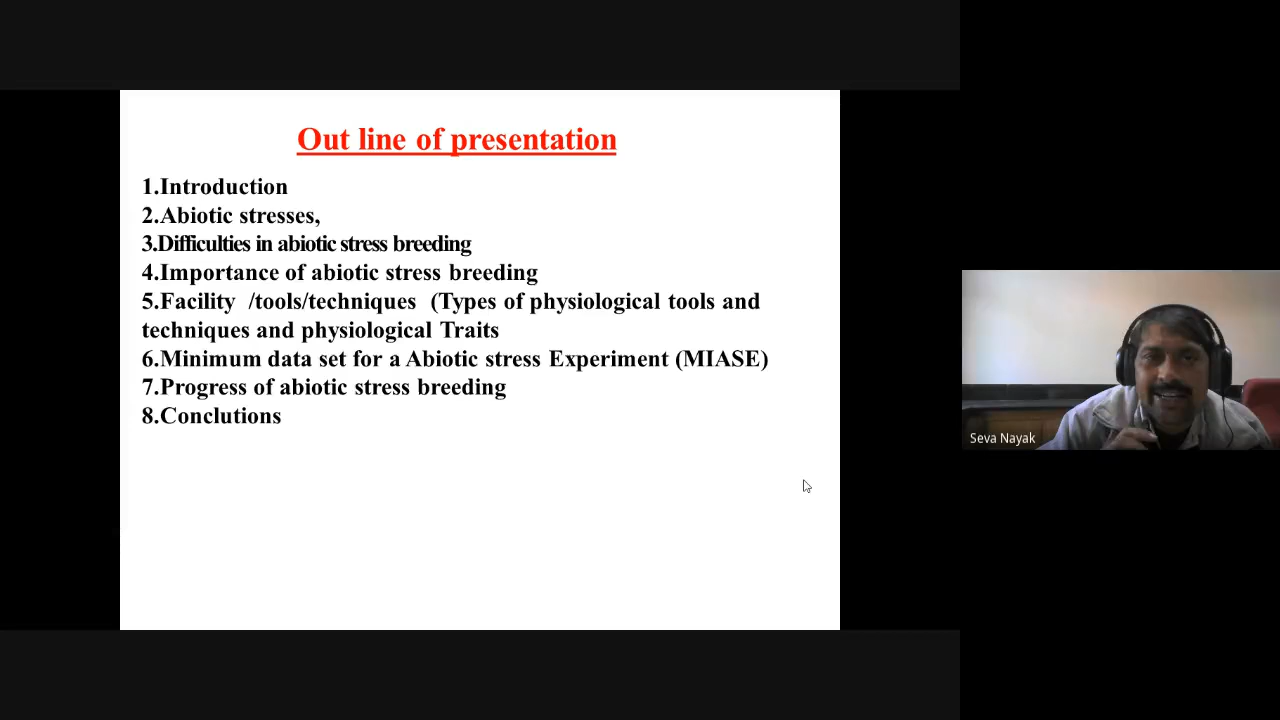 Out line of presentation
1.Introduction
2.Abiotic stresses,
3.Difficulties in abiotic stress breeding
4.Importance of abiotic stress breeding
5.Facility /tools/techniques (Types of physiological tools and
techniques and physiological Traits
6.Minimum data set for a Abiotic stress Experiment (MIASE)
7.Progress of abiotic stress breeding
8.Conclutions
Seva Nayak